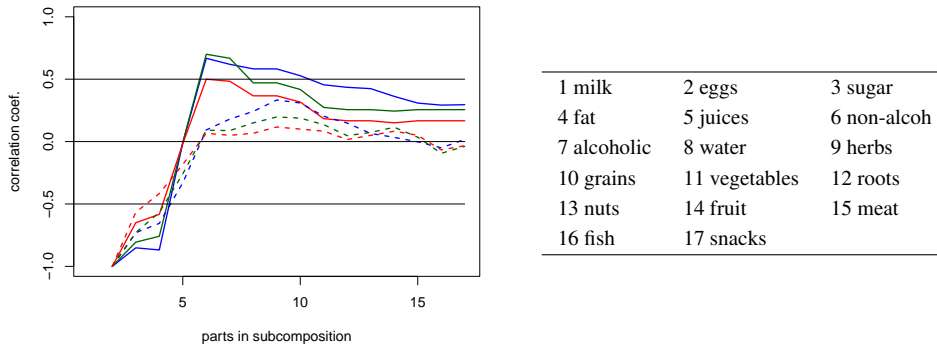 correlation coef.
1.0
0.5
0.0
−0.5
−1.0
5
10
15
parts in subcomposition
1 milk 2 eggs 3 sugar
4 fat 5 juices 6 non-alcoh
7 alcoholic 8 water 9 herbs
10 grains 11 vegetables 12 roots
13 nuts 14 fruit 15 meat
16 fish 17 snacks